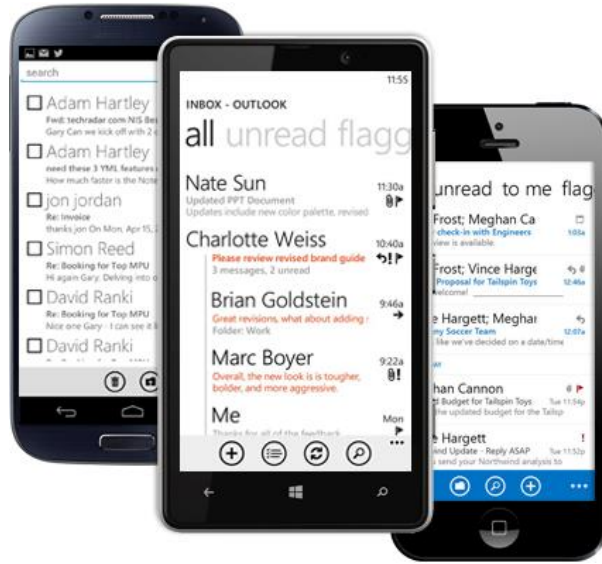 search
Adam Hartley
Fwd: techradar com NIS
Gary Can we kick off with 2
Adam Hartley
need these 3 YML features
How much faster is the Note
jon jordan
Re: Invoice
thanks jon On Mon, Apr 15,
Simon Reed
Re: Booking for Top MPU
Hi again Gary. Delving into
David Ranki
Re: Booking for Top MPU
Nice one Gary - I can see it
David Ranki
11:55
INBOX - OUTLOOK
all unread flagg
Nate Sun
11:30a
Updated PPT Document
Updates include new color palette, revised
Charlotte Weiss
10:40a
Please review revised brand guide
3 messages, 2 unread
Brian Goldstein
9:46a
Great revisions, what about adding
Folder: Work
Marc Boyer
9:22a
Overall, the new look is is tougher,
bolder, and more aggressive.
Me
Mon
Thanks for all of the feedback
unread to me flag
Frost; Meghan Ca
check-in with Engineers
1:03a
view is available.
Frost; Vince Harge
Proposal for Tailspin Toys
12:46a
welcome!
Hargett; Meghar
ny Soccer Team
12:07a
like we've decided on a date/time
han Cannon
d Budget for Tailspin Toys
Tue 11:54p
the updated budget for the Tailsp
Hargett
ind Update - Reply ASAP
Tue 11:52p
send your Northwind analysis to